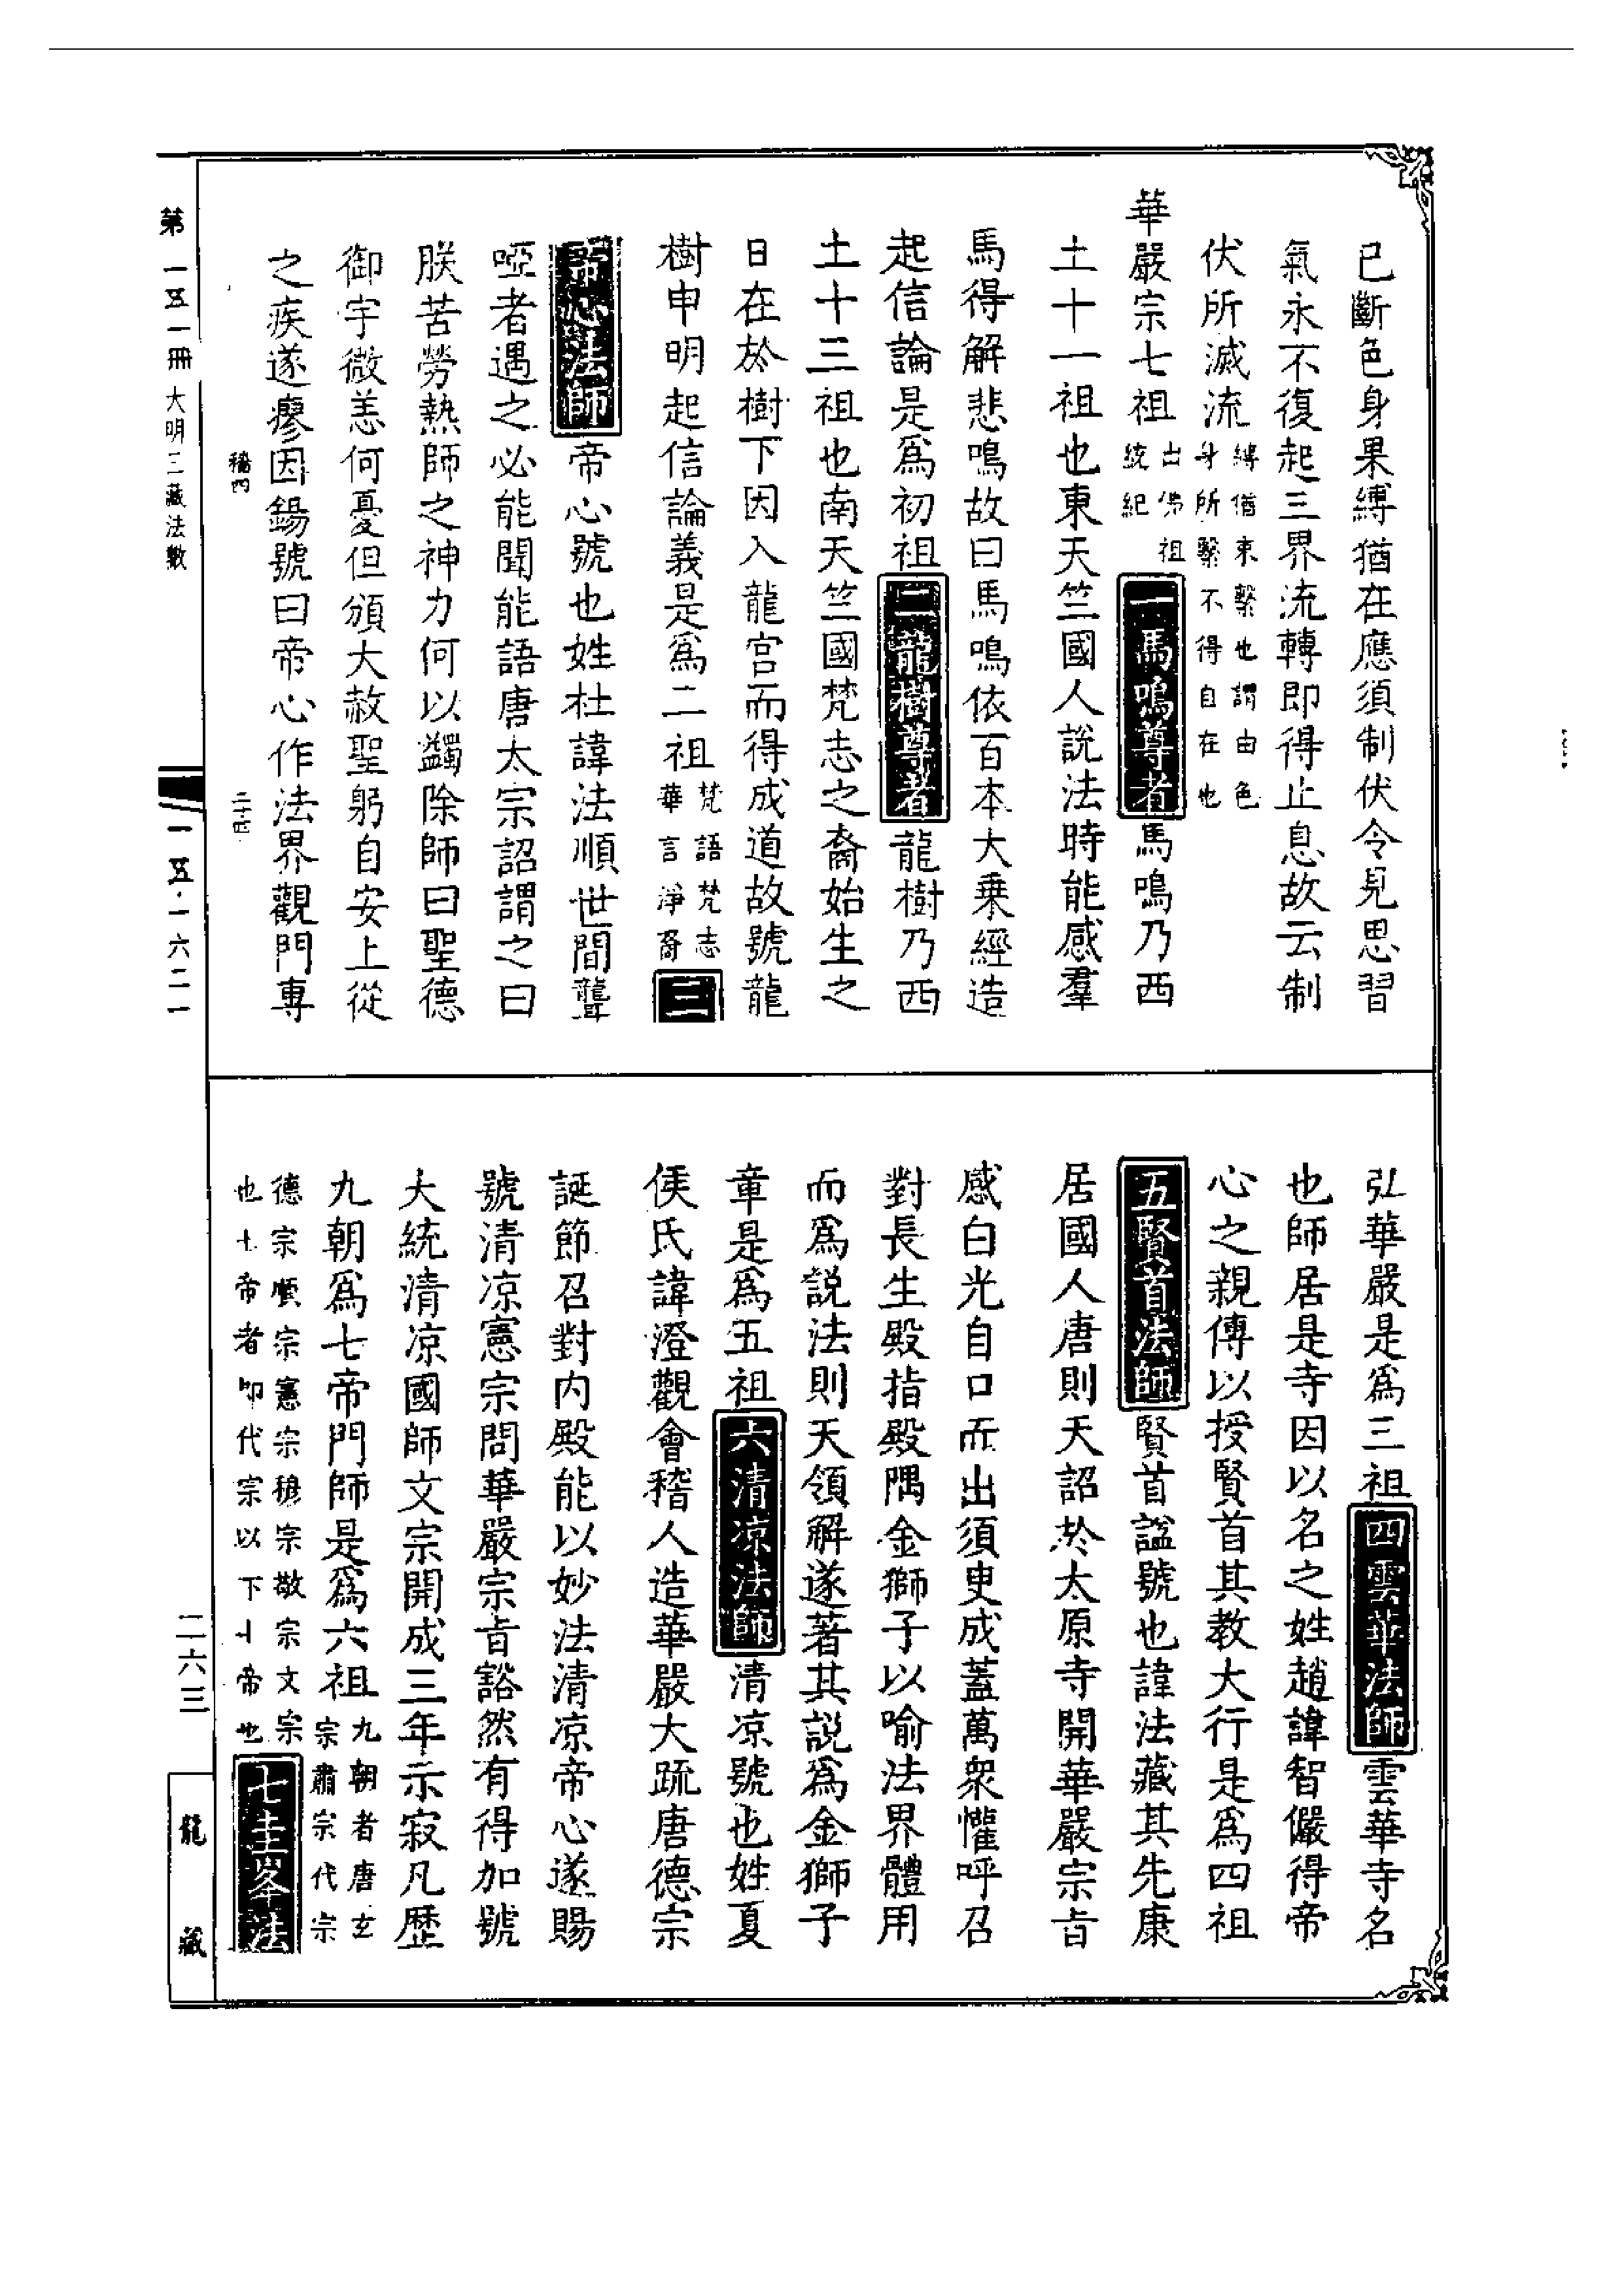 已斷色身果縛猶在應須制伏令見思習
氣永不復起三界流轉即得止息故云制
伏所滅流縛猶未繫也謂由色身所繫不得自在也
華嚴宗七祖出佛祖統紀一馬鳴尊者馬鳴乃西
土十一祖也東天竺國人說法時能感羣
馬得解悲鳴故曰馬鳴依百本大乗經造
起信論是爲初祖二龍樹尊者龍樹乃西
土十三祖也南天竺國梵志之裔始生之
日在於樹下因入龍宫而得成道故號龍
樹申明起信論義是爲二祖梵語梵志華言淨裔三
帝心法師帝心號也姓杜諱法順世間聾
啞者遇之必能聞能語唐太宗詔謂之曰
朕苦勞熱師之神力何以蠲除師曰聖德
御宇微恙何憂但頒大赦聖躬自安上從
之疾遂瘳因錫號曰帝心作法界觀門專
弘華嚴是爲三祖四雲華法師雲華寺名
也師居是寺因以名之姓趙諱智儼得帝
心之親傳以授賢首其教大行是爲四祖
五賢首法師賢首諡號也諱法藏其先康
居國人唐則天詔於太原寺開華嚴宗旨
感白光自口而出須臾成蓋萬衆懽呼召
對長生殿指殿隅金獅子以喻法界體用
而爲説法則天領解遂著其説爲金獅子
章是爲五祖六清凉法師清凉號也姓夏
侯氏諱澄觀會稽人造華嚴大疏唐德宗
誕節召對内殿能以妙法清凉帝心遂賜
號清凉憲宗問華嚴宗旨豁然有得加號
大統清凉國師文宗開成三年示寂凡歷
九朝爲七帝門師是爲六祖九朝者唐玄宗肅宗代宗
德宗順宗憲宗穆宗敬宗文宗也七帝者即代宗以下七帝也七圭峯法
第一五一冊 大明三藏法數
稽四
二十四
一五·一六二一
二六三
龍藏